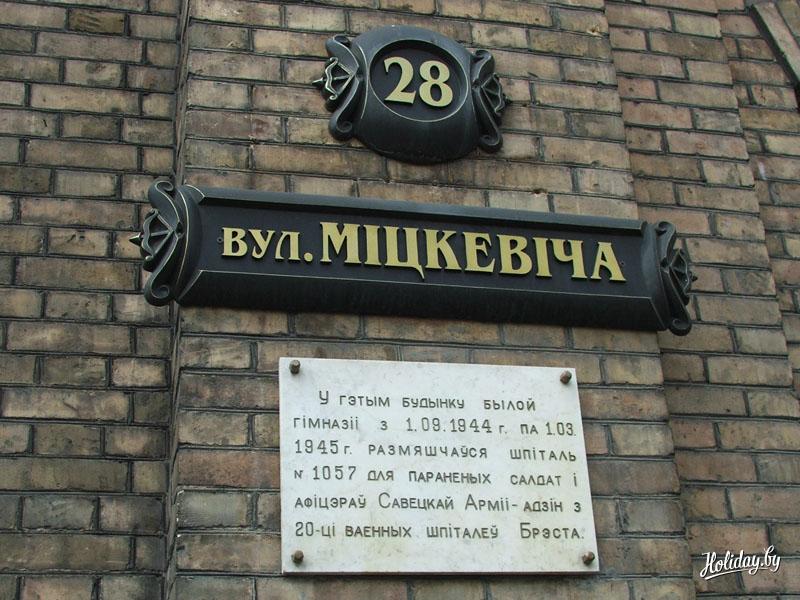 28
вул. Міцкевіча
У гэтым будынку былой
гімназіі з 1.09.1944 г. па 1.03.
1945 г. размяшчаўся шпіталь
№ 1057 для параненых салдат і
афіцэраў Савецкай Арміі - адзін з
20-ці ваенных шпіталеў Брэста.
Holiday.by